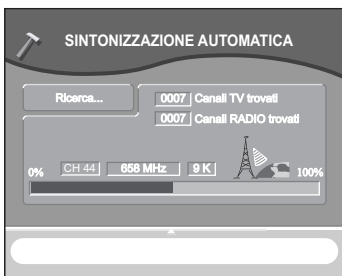 SINTONIZZAZIONE AUTOMATICA
Ricerca...
0007 Canali TV trovati
0007 Canali RADIO trovati
0% CH 44 658 MHz 9 K 100%